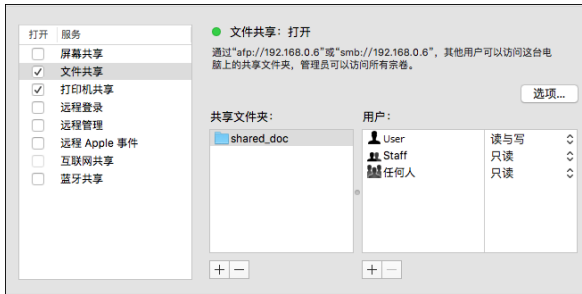 打开 服务
屏幕共享
文件共享
打印机共享
远程登录
远程管理
远程 Apple 事件
互联网共享
蓝牙共享
文件共享：打开
通过“afp://192.168.0.6”或“smb://192.168.0.6”，其他用户可以访问这台电
脑上的共享文件夹，管理员可以访问所有宗卷。
选项...
共享文件夹：
shared_doc
用户：
User 读与写
Staff 只读
任何人 只读